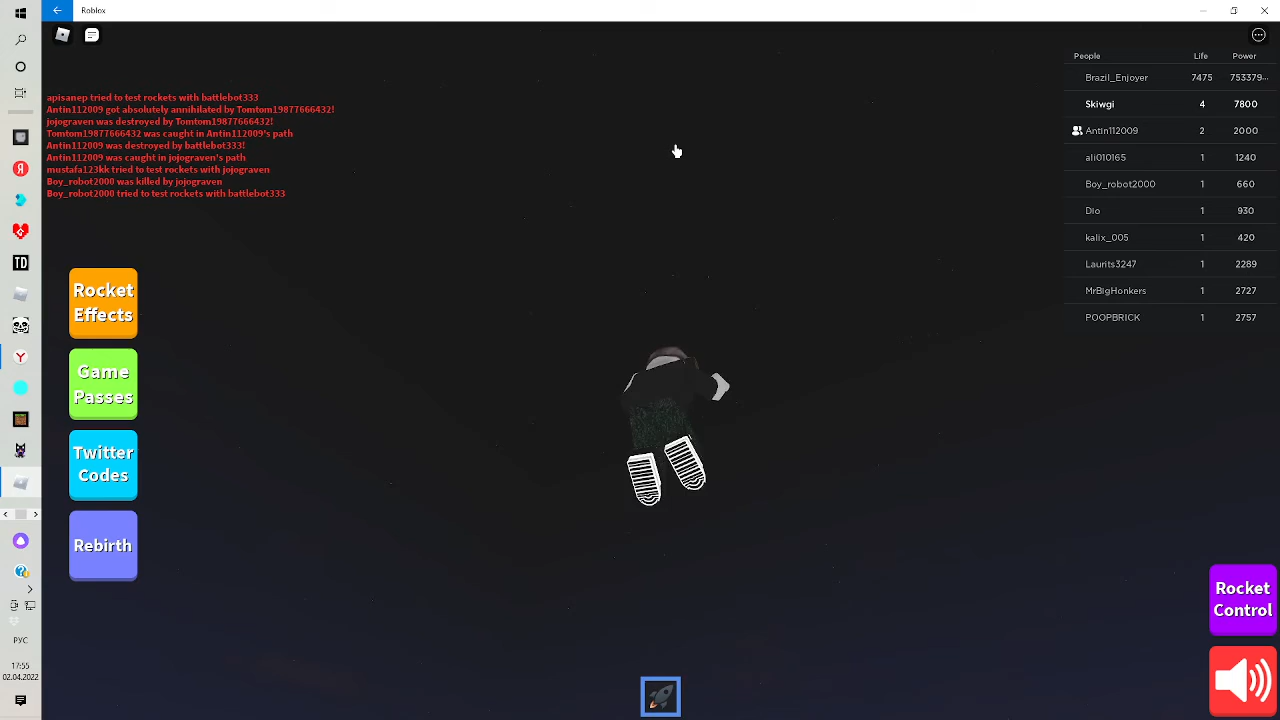 Roblox
People Life Power
Brazil_Enjoyer 7475 753379...
Skiwgi 4 7800
Antin112009 2 2000
ali010165 1 1240
Boy_robot2000 1 660
Dio 1 930
kalix_005 1 420
Laurits3247 1 2289
MrBigHonkers 1 2727
POOPBRICK 1 2757
apisanep tried to test rockets with battlebot333
Antin112009 got absolutely annihilated by Tomtom19877666432!
jojograven was destroyed by Tomtom19877666432!
Tomtom19877666432 was caught in Antin112009's path
Antin112009 was destroyed by battlebot333!
Antin112009 was caught in jojograven's path
mustafa123kk tried to test rockets with jojograven
Boy_robot2000 was killed by jojograven
Boy_robot2000 tried to test rockets with battlebot333
Rocket
Effects
Game
Passes
Twitter
Codes
Rebirth
Rocket
Control
TD
РУС
17:55
02.04.2022